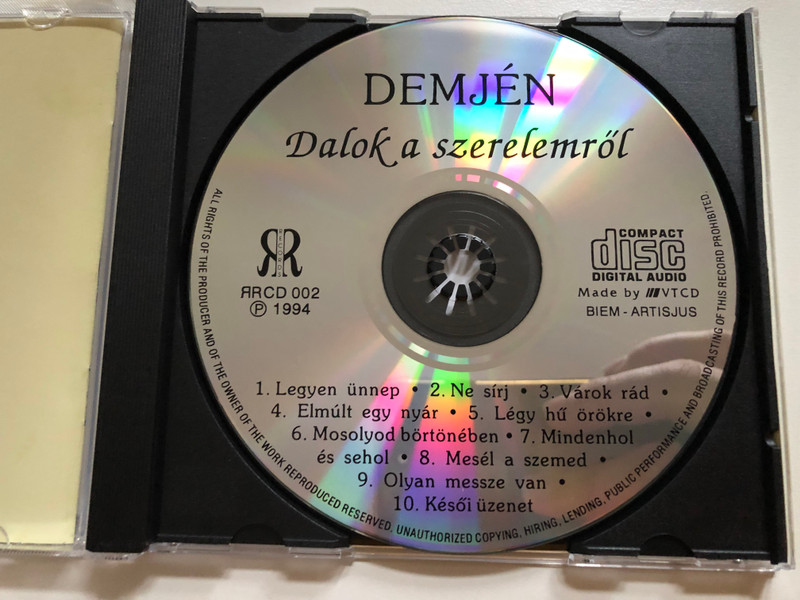 DEMJÉN
Dalok a szerelemről
RR
RECORDS
ЯRCD 002
Ⓟ 1994
COMPACT
disc
DIGITAL AUDIO
Made by VTCD
BIEM - ARTISJUS
1. Legyen ünnep • 2. Ne sírj • 3. Várok rád •
4. Elmúlt egy nyár • 5. Légy hű örökre •
6. Mosolyod börtönében • 7. Mindenhol
és sehol • 8. Mesél a szemed •
9. Olyan messze van •
10. Késői üzenet
ALL RIGHTS OF THE PRODUCER AND OF THE OWNER OF THE WORK REPRODUCED RESERVED. UNAUTHORIZED COPYING, HIRING, LENDING, PUBLIC PERFORMANCE AND BROADCASTING OF THIS RECORD PROHIBITED.